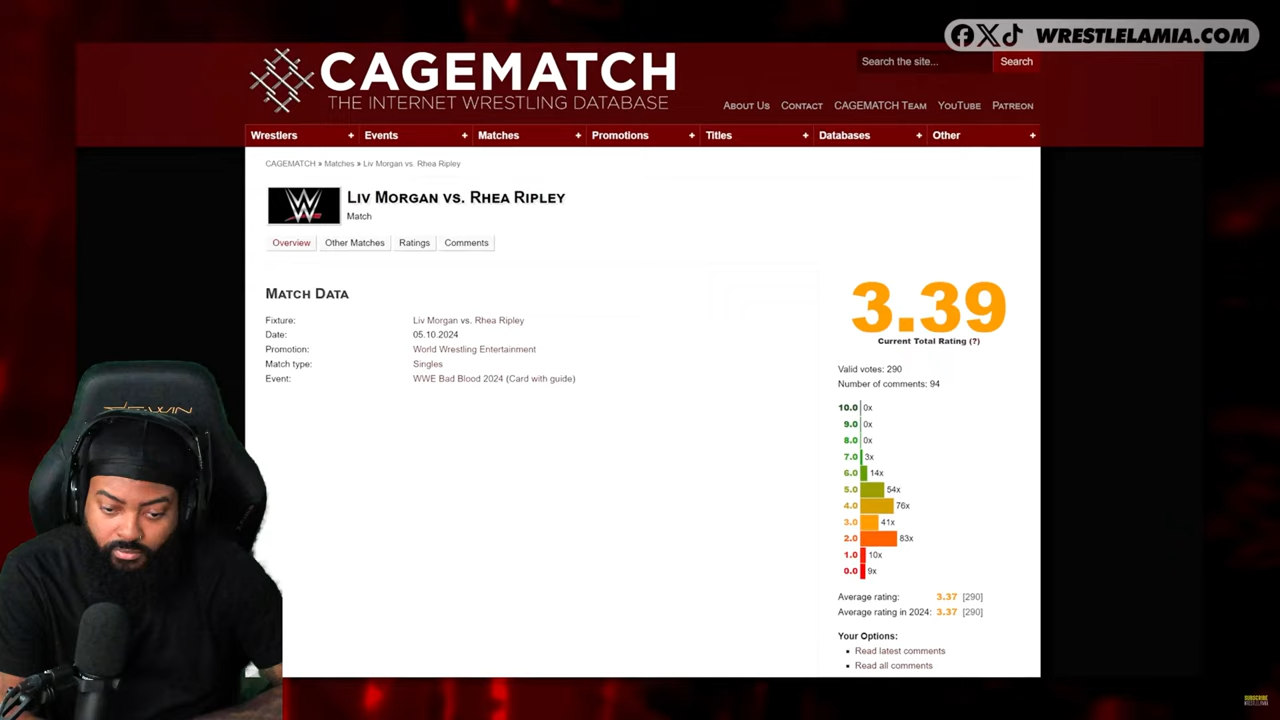 WRESTLELAMIA.COM
CAGEMATCH
THE INTERNET WRESTLING DATABASE
Search the site...
Search
About Us Contact CAGEMATCH Team YouTube Patreon
Wrestlers + Events + Matches + Promotions + Titles + Databases + Other +
CAGEMATCH » Matches » Liv Morgan vs. Rhea Ripley
Liv Morgan vs. Rhea Ripley
Match
Overview Other Matches Ratings Comments
Match Data
Fixture: Liv Morgan vs. Rhea Ripley
Date: 05.10.2024
Promotion: World Wrestling Entertainment
Match type: Singles
Event: WWE Bad Blood 2024 (Card with guide)
3.39
Current Total Rating (?)
Valid votes: 290
Number of comments: 94
10.0 0x
9.0 0x
8.0 0x
7.0 3x
6.0 14x
5.0 54x
4.0 76x
3.0 41x
2.0 83x
1.0 10x
0.0 9x
Average rating: 3.37 [290]
Average rating in 2024: 3.37 [290]
Your Options:
Read latest comments
Read all comments
SUBSCRIBE
WRESTLELAMIA